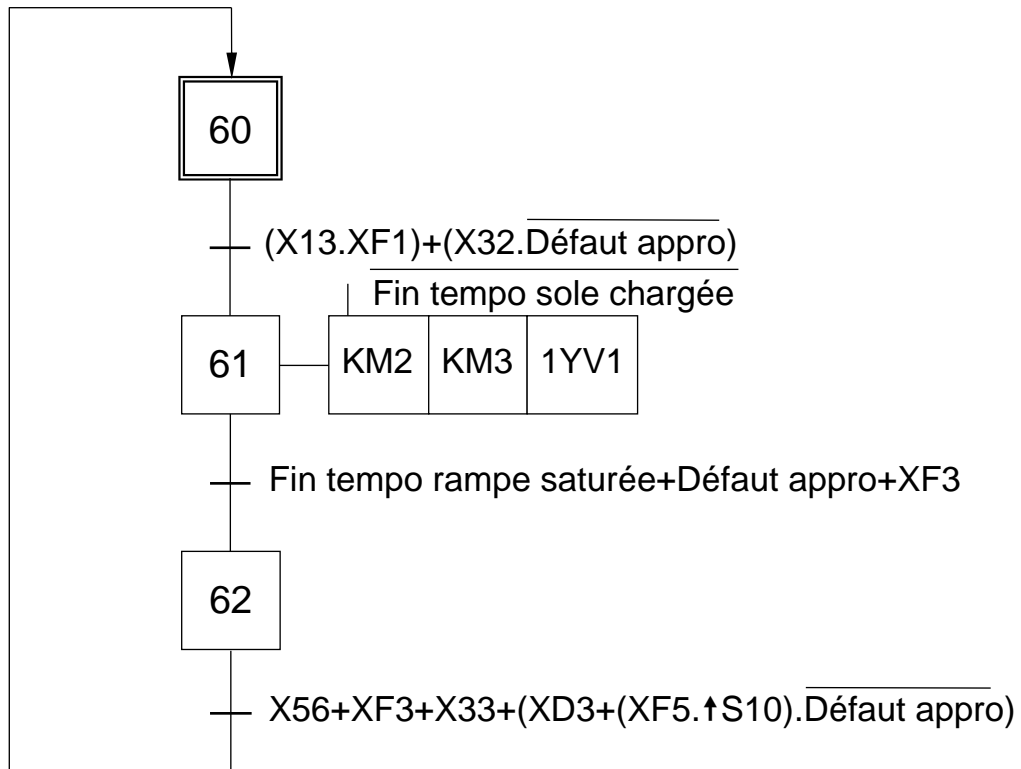 60
(X13.XF1)+(X32.Défaut appro)
Fin tempo sole chargée
61 KM2 KM3 1YV1
Fin tempo rampe saturée+Défaut appro+XF3
62
X56+XF3+X33+(XD3+(XF5.↑S10).Défaut appro)